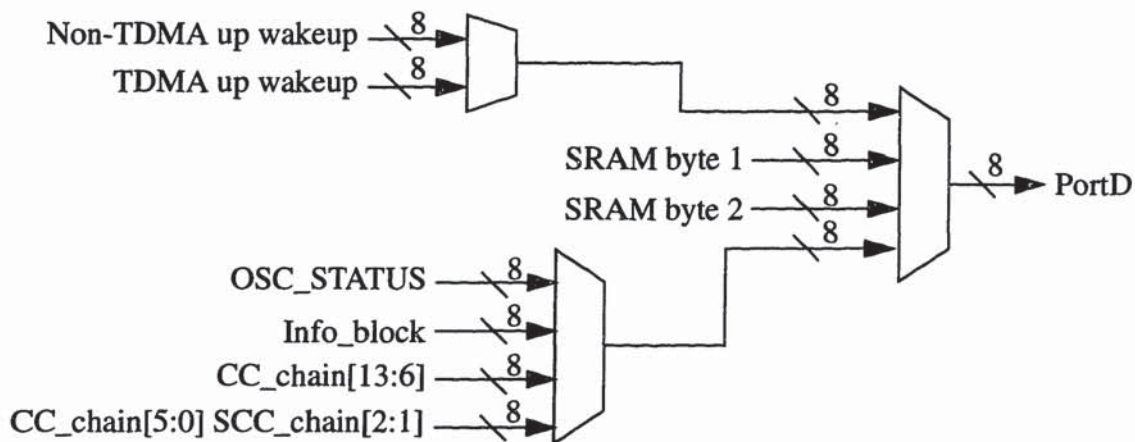 Non-TDMA up wakeup 8
TDMA up wakeup 8
8
SRAM byte 1 8
8 PortD
SRAM byte 2 8
8
OSC_STATUS 8
Info_block 8
CC_chain[13:6] 8
CC_chain[5:0] SCC_chain[2:1] 8